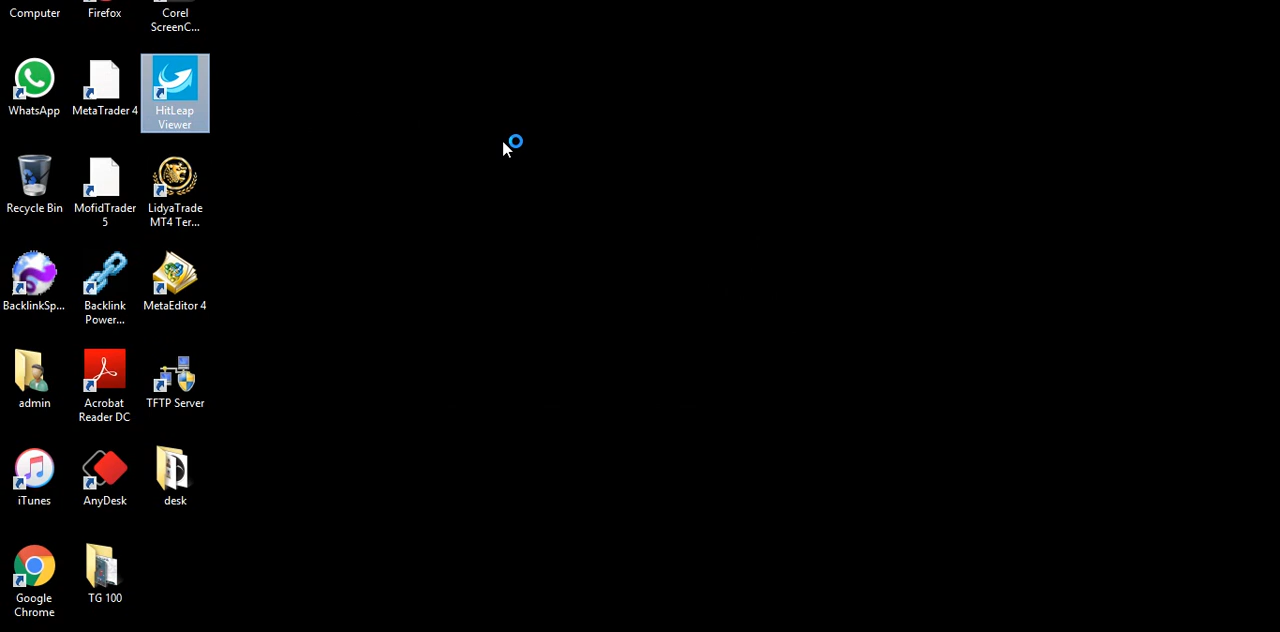 Computer
Firefox
Corel
ScreenC...
WhatsApp
MetaTrader 4
HitLeap
Viewer
Recycle Bin
MofidTrader
5
LidyaTrade
MT4 Ter...
BacklinkSp...
Backlink
Power...
MetaEditor 4
admin
Acrobat
Reader DC
TFTP Server
iTunes
AnyDesk
desk
Google
Chrome
TG 100